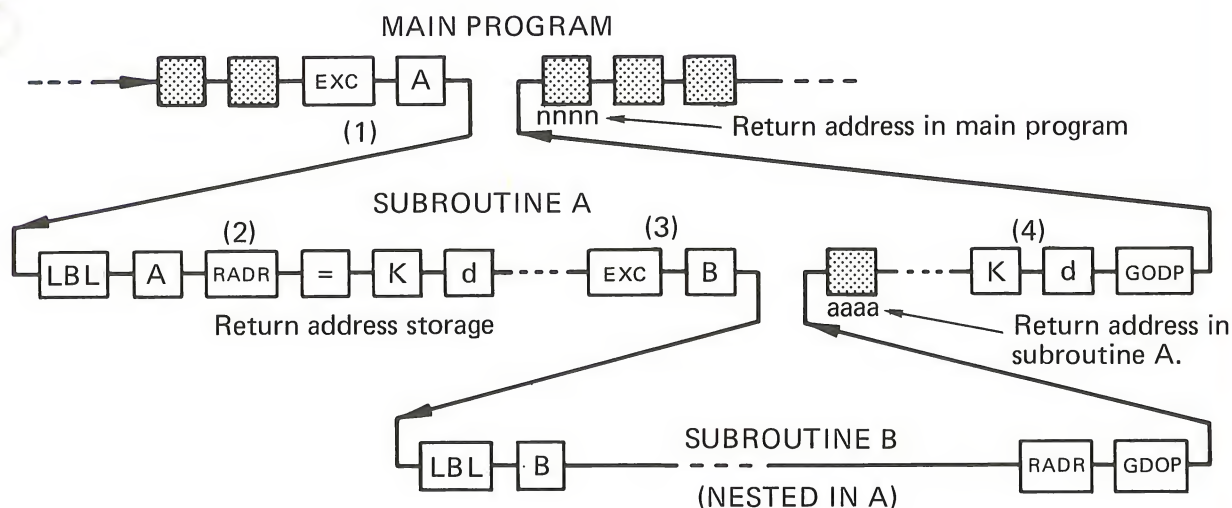 MAIN PROGRAM
EXC A
(1)
nnnn
Return address in main program
SUBROUTINE A
(2) (3) (4)
LBL A RADR = K d EXC B K d GODP
Return address storage
aaaa
Return address in
subroutine A.
SUBROUTINE B
LBL B RADR GDOP
(NESTED IN A)